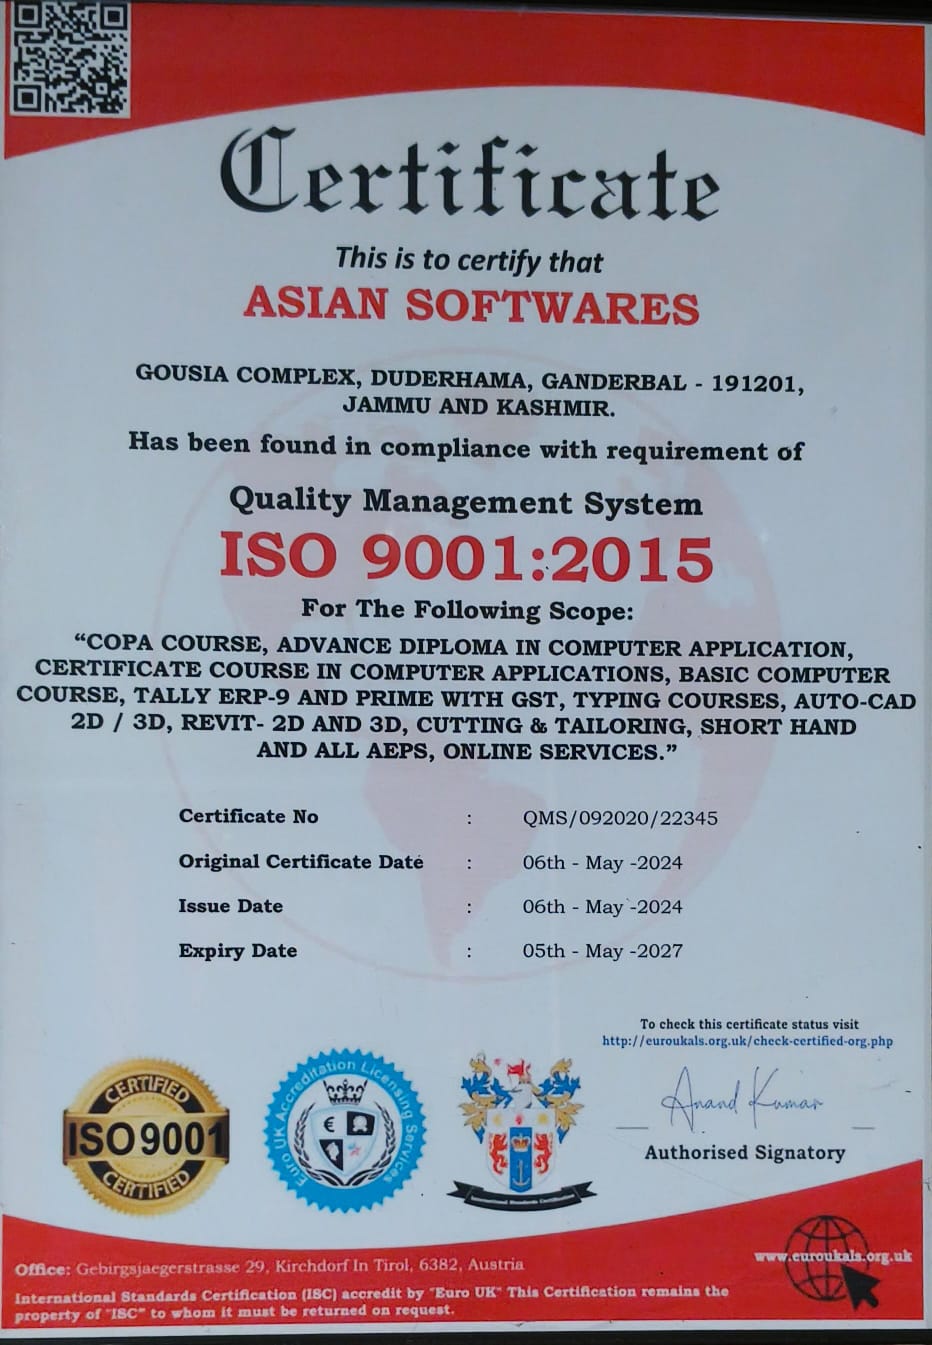 Certificate
This is to certify that
ASIAN SOFTWARES
GOUSIA COMPLEX, DUDERHAMA, GANDERBAL - 191201,
JAMMU AND KASHMIR.
Has been found in compliance with requirement of
Quality Management System
ISO 9001:2015
For The Following Scope:
“COPA COURSE, ADVANCE DIPLOMA IN COMPUTER APPLICATION,
CERTIFICATE COURSE IN COMPUTER APPLICATIONS, BASIC COMPUTER
COURSE, TALLY ERP-9 AND PRIME WITH GST, TYPING COURSES, AUTO-CAD
2D / 3D, REVIT- 2D AND 3D, CUTTING & TAILORING, SHORT HAND
AND ALL AEPS, ONLINE SERVICES.”
Certificate No : QMS/092020/22345
Original Certificate Date : 06th - May -2024
Issue Date : 06th - May -2024
Expiry Date : 05th - May -2027
To check this certificate status visit
http://euroukals.org.uk/check-certified-org.php
CERTIFIED
ISO 9001
CERTIFIED
Euro UK Accreditation Licensing Services
International Standards Certification
Anand Kumar
Authorised Signatory
www.euroukals.org.uk
Office: Gebirgsjaegerstrasse 29, Kirchdorf In Tirol, 6382, Austria
International Standards Certification (ISC) accredit by "Euro UK" This Certification remains the
property of "ISC" to whom it must be returned on request.